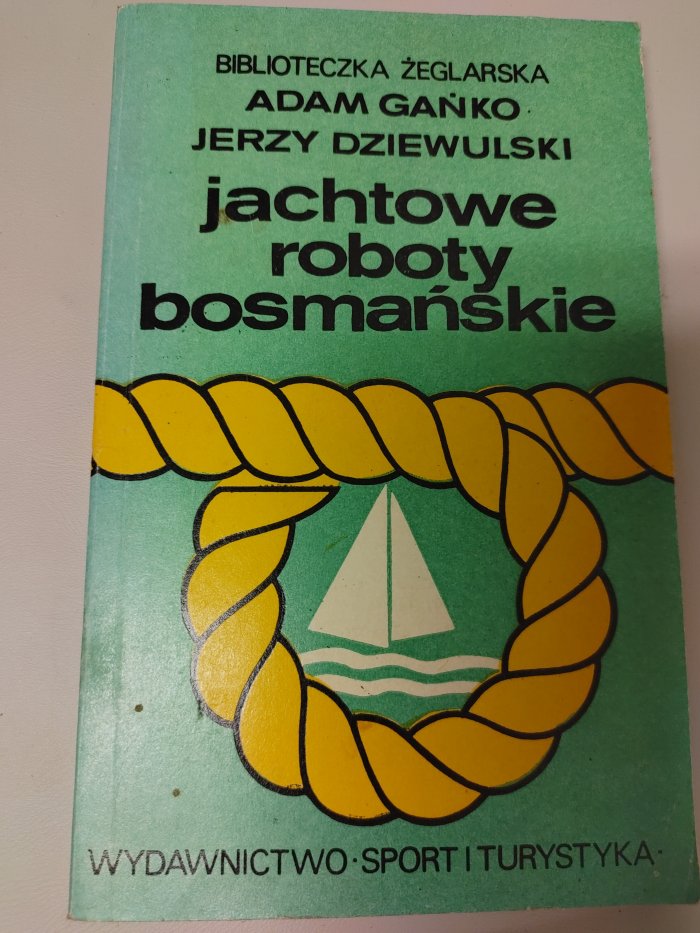 BIBLIOTECZKA ŻEGLARSKA
ADAM GAŃKO
JERZY DZIEWULSKI
jachtowe
roboty
bosmańskie
WYDAWNICTWO·SPORT I TURYSTYKA·